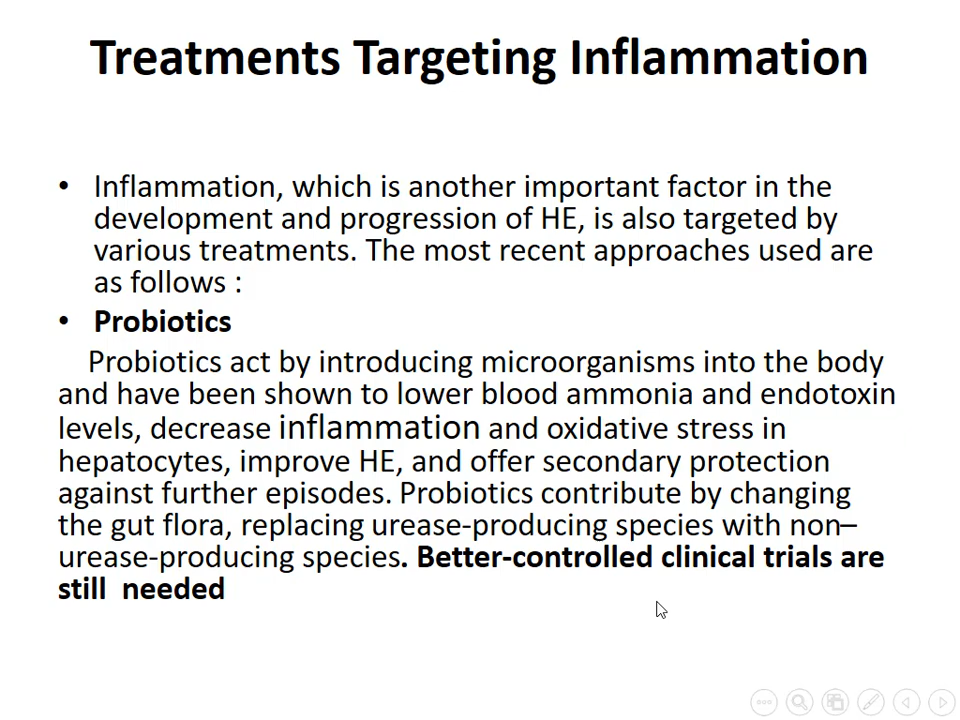 Treatments Targeting Inflammation
• Inflammation, which is another important factor in the
development and progression of HE, is also targeted by
various treatments. The most recent approaches used are
as follows :
• Probiotics
Probiotics act by introducing microorganisms into the body
and have been shown to lower blood ammonia and endotoxin
levels, decrease inflammation and oxidative stress in
hepatocytes, improve HE, and offer secondary protection
against further episodes. Probiotics contribute by changing
the gut flora, replacing urease-producing species with non–
urease-producing species. Better-controlled clinical trials are
still  needed